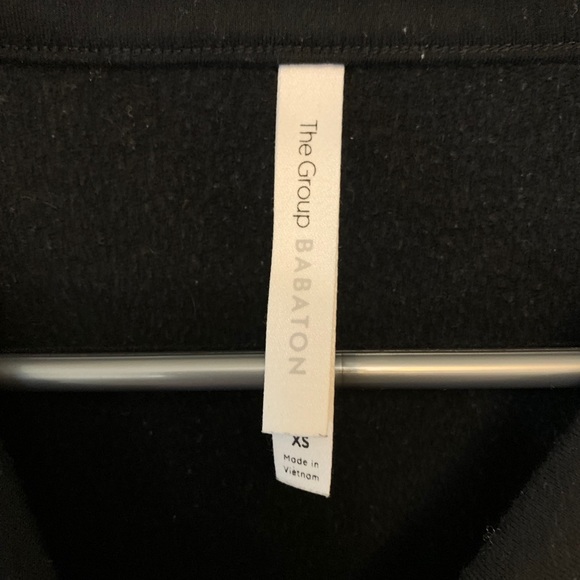 The Group BABATON
XS
Made in
Vietnam